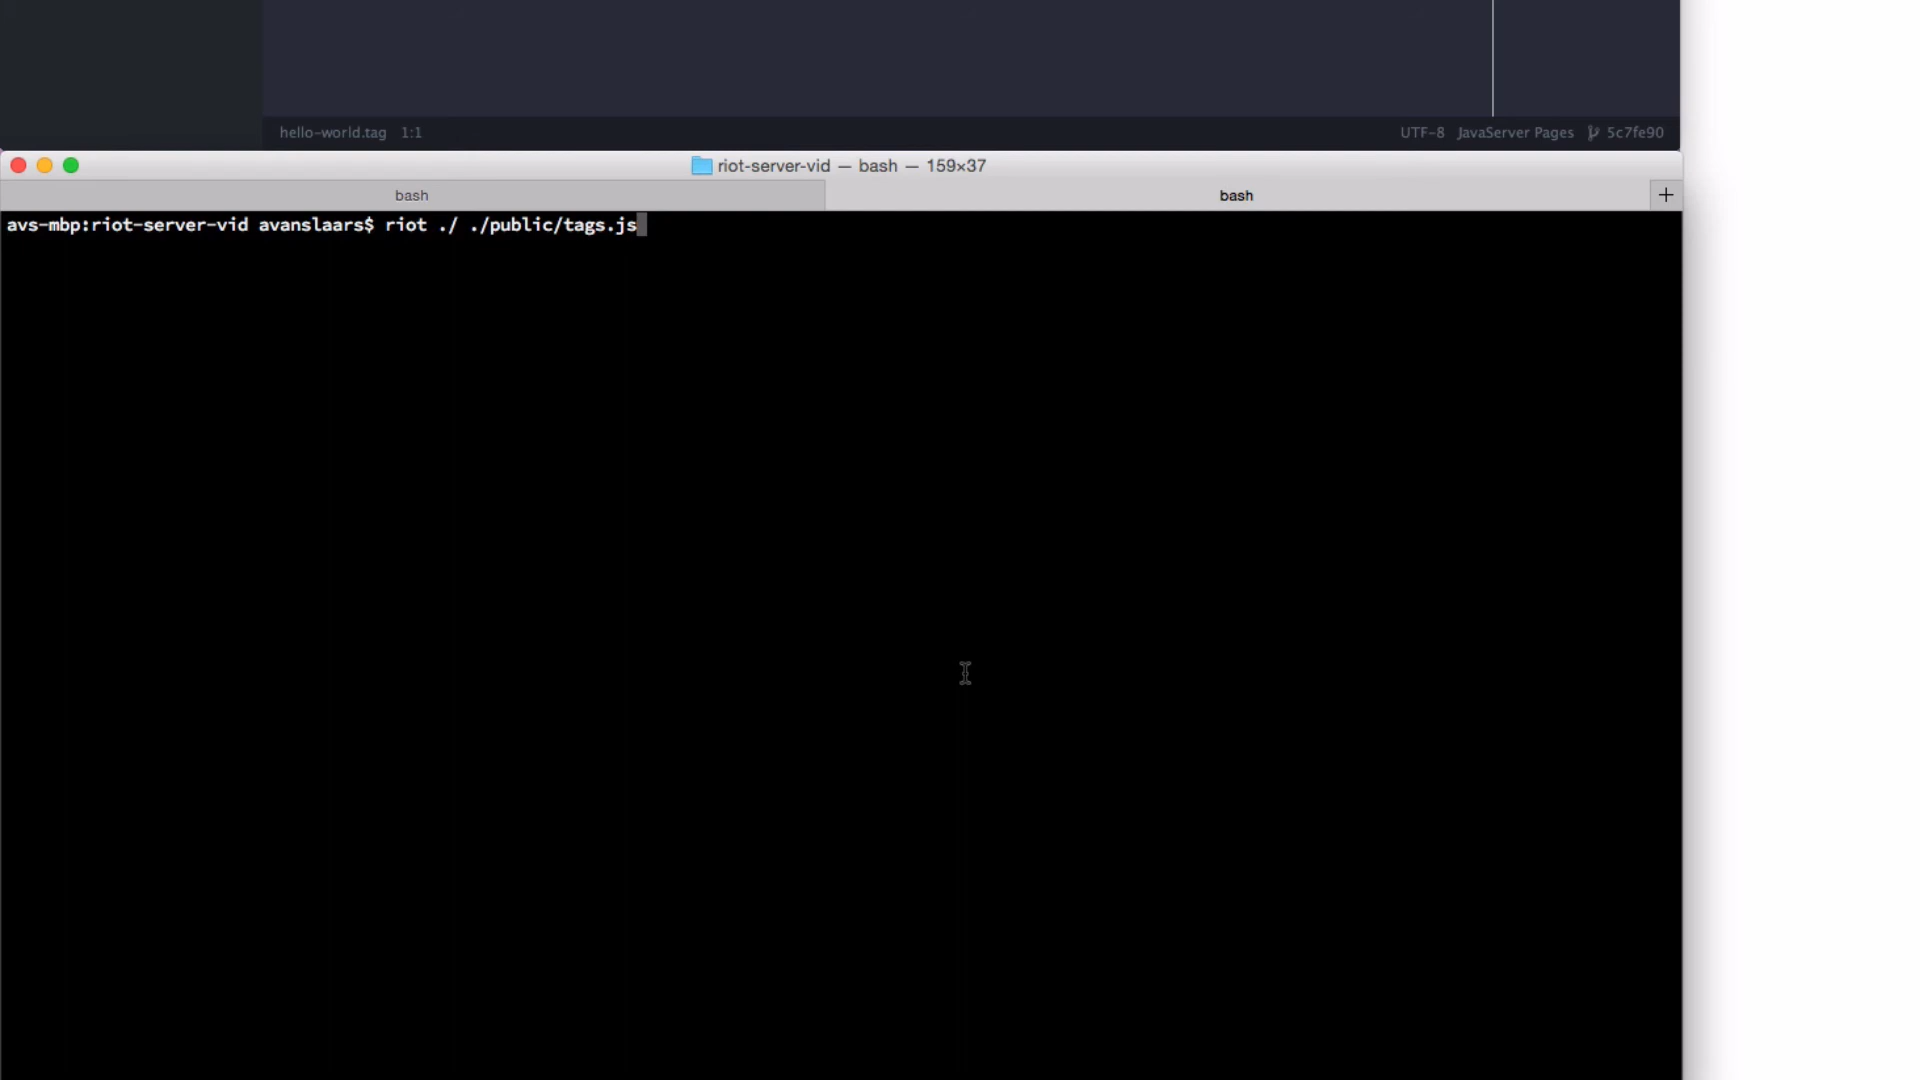 hello-world.tag 1:1 UTF-8 JavaServer Pages 5c7fe90
riot-server-vid — bash — 159×37
bash bash +
avs-mbp:riot-server-vid avanslaars$ riot ./ ./public/tags.js